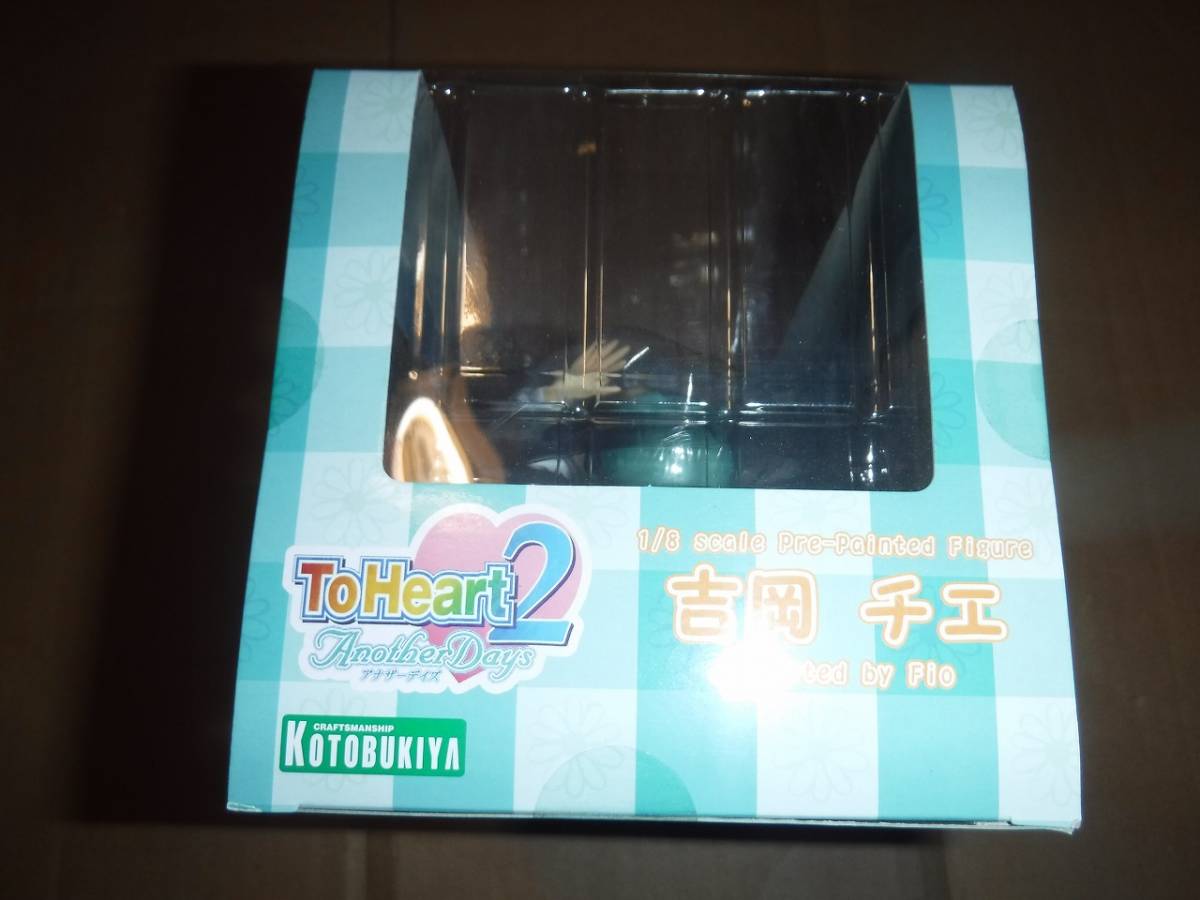 1/8 scale Pre-Painted Figure
吉岡 チエ
by Fio
ToHeart2
AnotherDays
アナザーデイズ
CRAFTSMANSHIP
KOTOBUKIYA